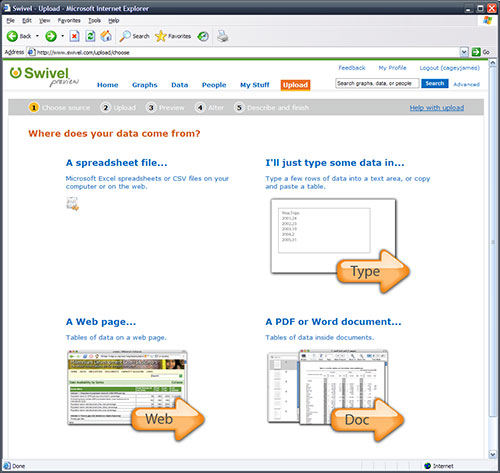 Swivel - Upload - Microsoft Internet Explorer
File Edit View Favorites Tools Help
Back Search Favorites
Address http://www.swivel.com/upload/choose Go
Feedback My Profile Logout (cageyjames)
Swivel
preview
Home Graphs Data People My Stuff Upload
Search graphs, data, or people Search Advanced
1 Choose source 2 Upload 3 Preview 4 Alter 5 Describe and finish Help with upload
Where does your data come from?
A spreadsheet file...
Microsoft Excel spreadsheets or CSV files on your
computer or on the web.
I'll just type some data in...
Type a few rows of data into a text area, or copy
and paste a table.
Type
A Web page...
Tables of data on a web page.
Web
A PDF or Word document...
Tables of data inside documents.
Doc
Done Internet